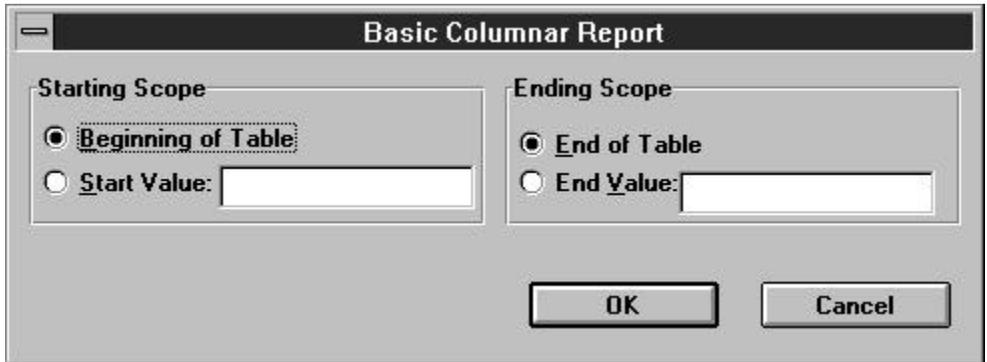 Basic Columnar Report
Starting Scope
Beginning of Table
Start Value:
Ending Scope
End of Table
End Value:
OK
Cancel